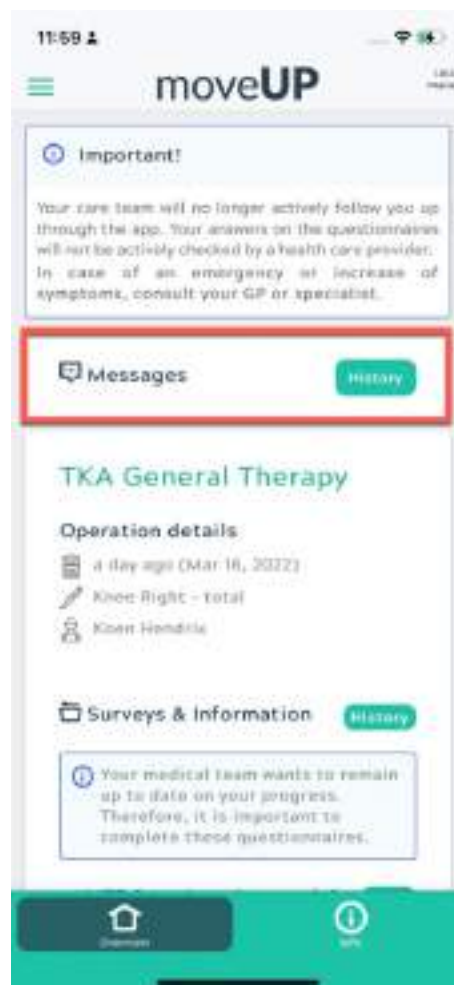 11:59
moveUP
Important!
Your care team will no longer actively follow you up
through the app. Your answers on the questionnaires
will not be actively checked by a health care provider.
In case of an emergency or increase of
symptoms, consult your GP or specialist.
Messages
History
TKA General Therapy
Operation details
a day ago (Mar 16, 2022)
Knee Right - total
Koen Hendrix
Surveys & Information
History
Your medical team wants to remain
up to date on your progress.
Therefore, it is important to
complete these questionnaires.
Overview
Info